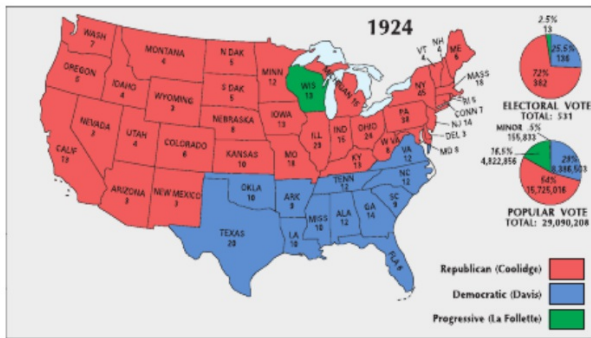 1924
WASH
7
OREGON
5
CALIF
13
NEVADA
3
IDAHO
4
MONTANA
4
WYOMING
3
UTAH
4
COLORADO
6
ARIZONA
3
NEW MEXICO
3
N DAK
5
S DAK
5
NEBRASKA
8
KANSAS
10
OKLA
10
TEXAS
20
MINN
12
IOWA
13
MO
18
ARK
9
LA
10
WIS
13
ILL
29
MICHIGAN 15
IND
15
OHIO
24
KY
13
TENN
12
MISS
10
ALA
12
GA
14
FLA 6
SC
9
NC
12
VA
12
W VA
8
PA
38
NY
45
VT
4
NH
4
ME
6
MASS
18
RI 5
CONN 7
NJ 14
DEL 3
MD 8
2.5%
13
25.5%
136
72%
382
ELECTORAL VOTE
TOTAL: 531
MINOR .5%
155,833
16.5%
4,822,856
29%
8,386,503
54%
15,725,016
POPULAR VOTE
TOTAL: 29,090,208
Republican (Coolidge)
Democratic (Davis)
Progressive (La Follette)